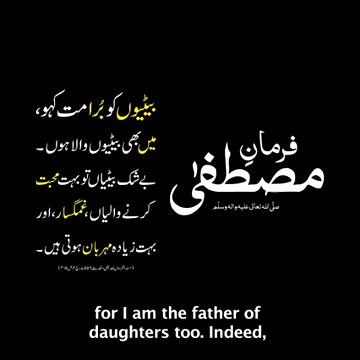 فرمانِ
مصطفیٰ
صلی اللہ تعالیٰ علیہ والہ وسلم
بیٹیوں کو بُرا مت کہو،
میں بھی بیٹیوں والا ہوں۔
بے شک بیٹیاں تو بہت محبت
کرنے والیاں، غمگسار، اور
بہت زیادہ مہربان ہوتی ہیں۔
for I am the father of
daughters too. Indeed,